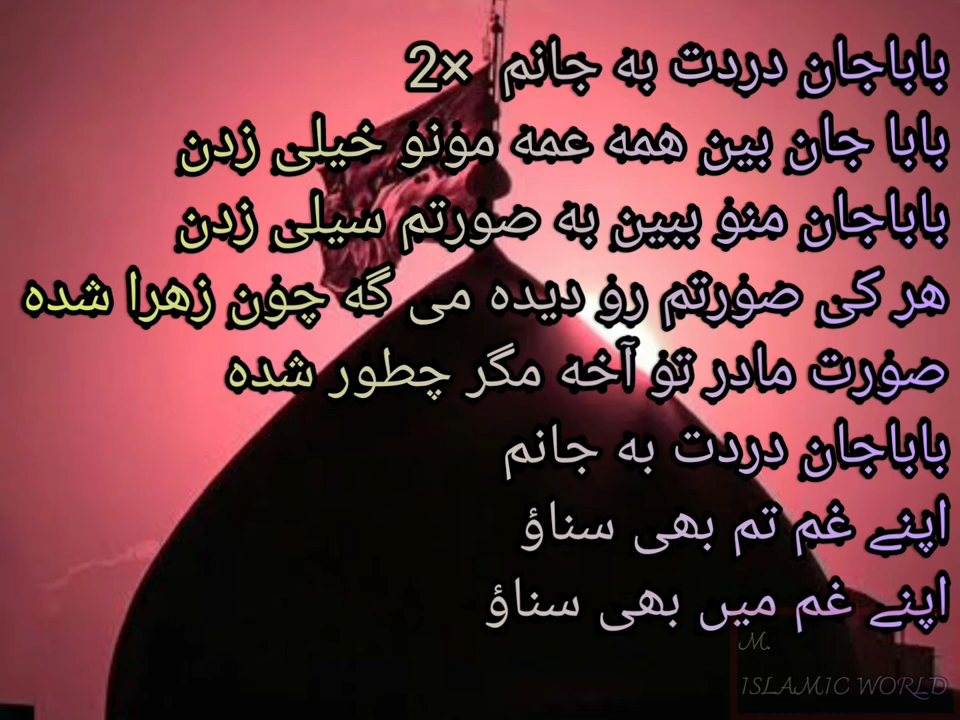 باباجان دردت به جانم ×2
بابا جان بین همه عمه مونو خیلی زدن
باباجان منو ببین به صورتم سیلی زدن
هر کی صورتم رو دیده می گه چون زهرا شده
صورت مادر تو آخه مگر چطور شده
باباجان دردت به جانم
اپنے غم تم بھی سناؤ
اپنے غم میں بھی سناؤ
M.
ISLAMIC WORLD